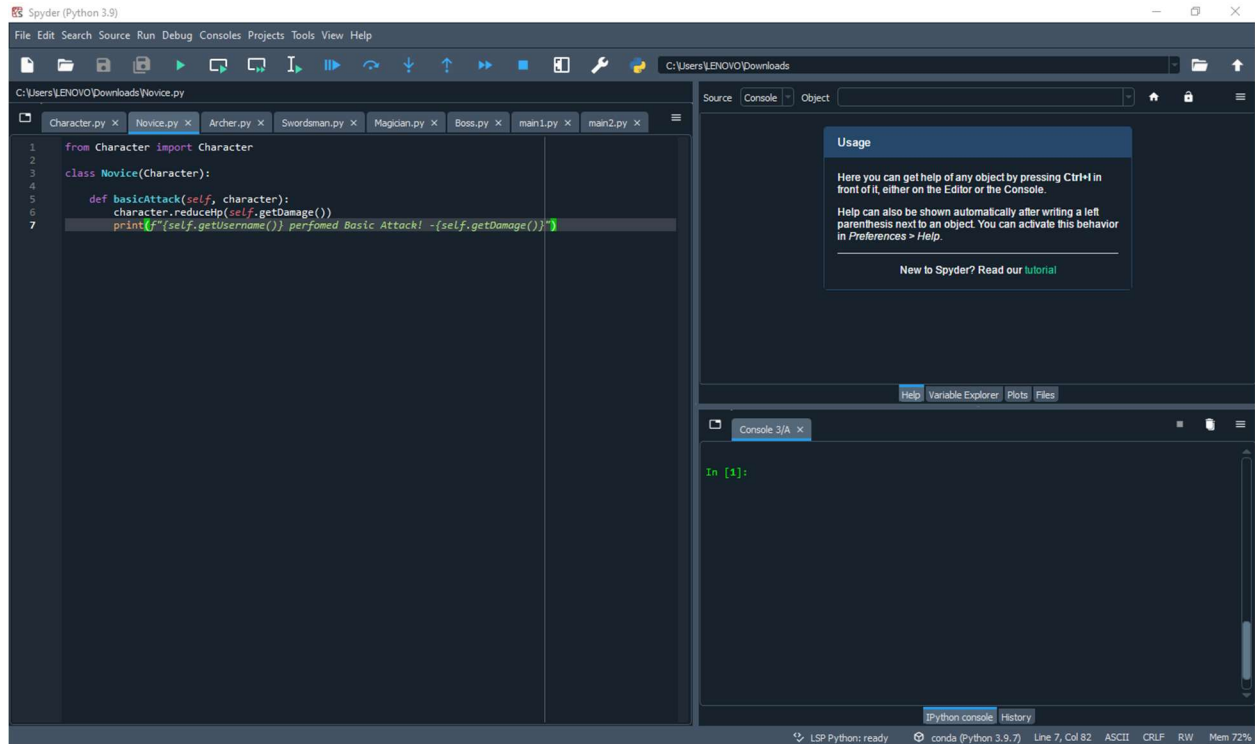 Spyder (Python 3.9)
File Edit Search Source Run Debug Consoles Projects Tools View Help
C:\Users\LENOVO\Downloads
C:\Users\LENOVO\Downloads\Novice.py
Character.py Novice.py Archer.py Swordsman.py Magician.py Boss.py main1.py main2.py
1 from Character import Character
2
3 class Novice(Character):
4
5 def basicAttack(self, character):
6 character.reduceHp(self.getDamage())
7 print(f"{self.getUsername()} perfomed Basic Attack! -{self.getDamage()}")
Source Console Object
Usage
Here you can get help of any object by pressing Ctrl+I in
front of it, either on the Editor or the Console.
Help can also be shown automatically after writing a left
parenthesis next to an object. You can activate this behavior
in Preferences > Help.
New to Spyder? Read our tutorial
Help Variable Explorer Plots Files
Console 3/A
In [1]:
IPython console History
LSP Python: ready conda (Python 3.9.7) Line 7, Col 82 ASCII CRLF RW Mem 72%